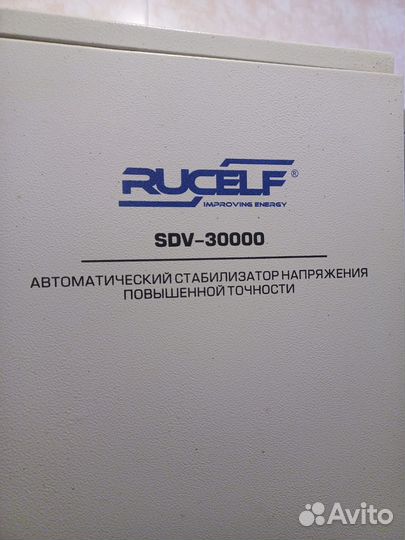 RUCELF®
IMPROVING ENERGY
SDV-30000
АВТОМАТИЧЕСКИЙ СТАБИЛИЗАТОР НАПРЯЖЕНИЯ
ПОВЫШЕННОЙ ТОЧНОСТИ
Avito